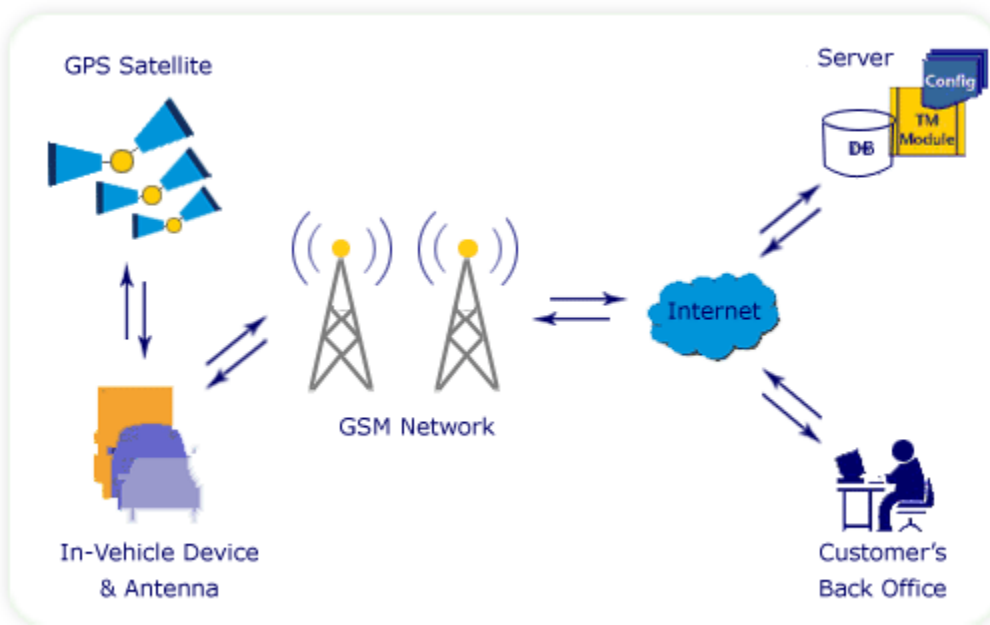 GPS Satellite
Server
Config
TM
Module
DB
Internet
GSM Network
In-Vehicle Device
& Antenna
Customer's
Back Office